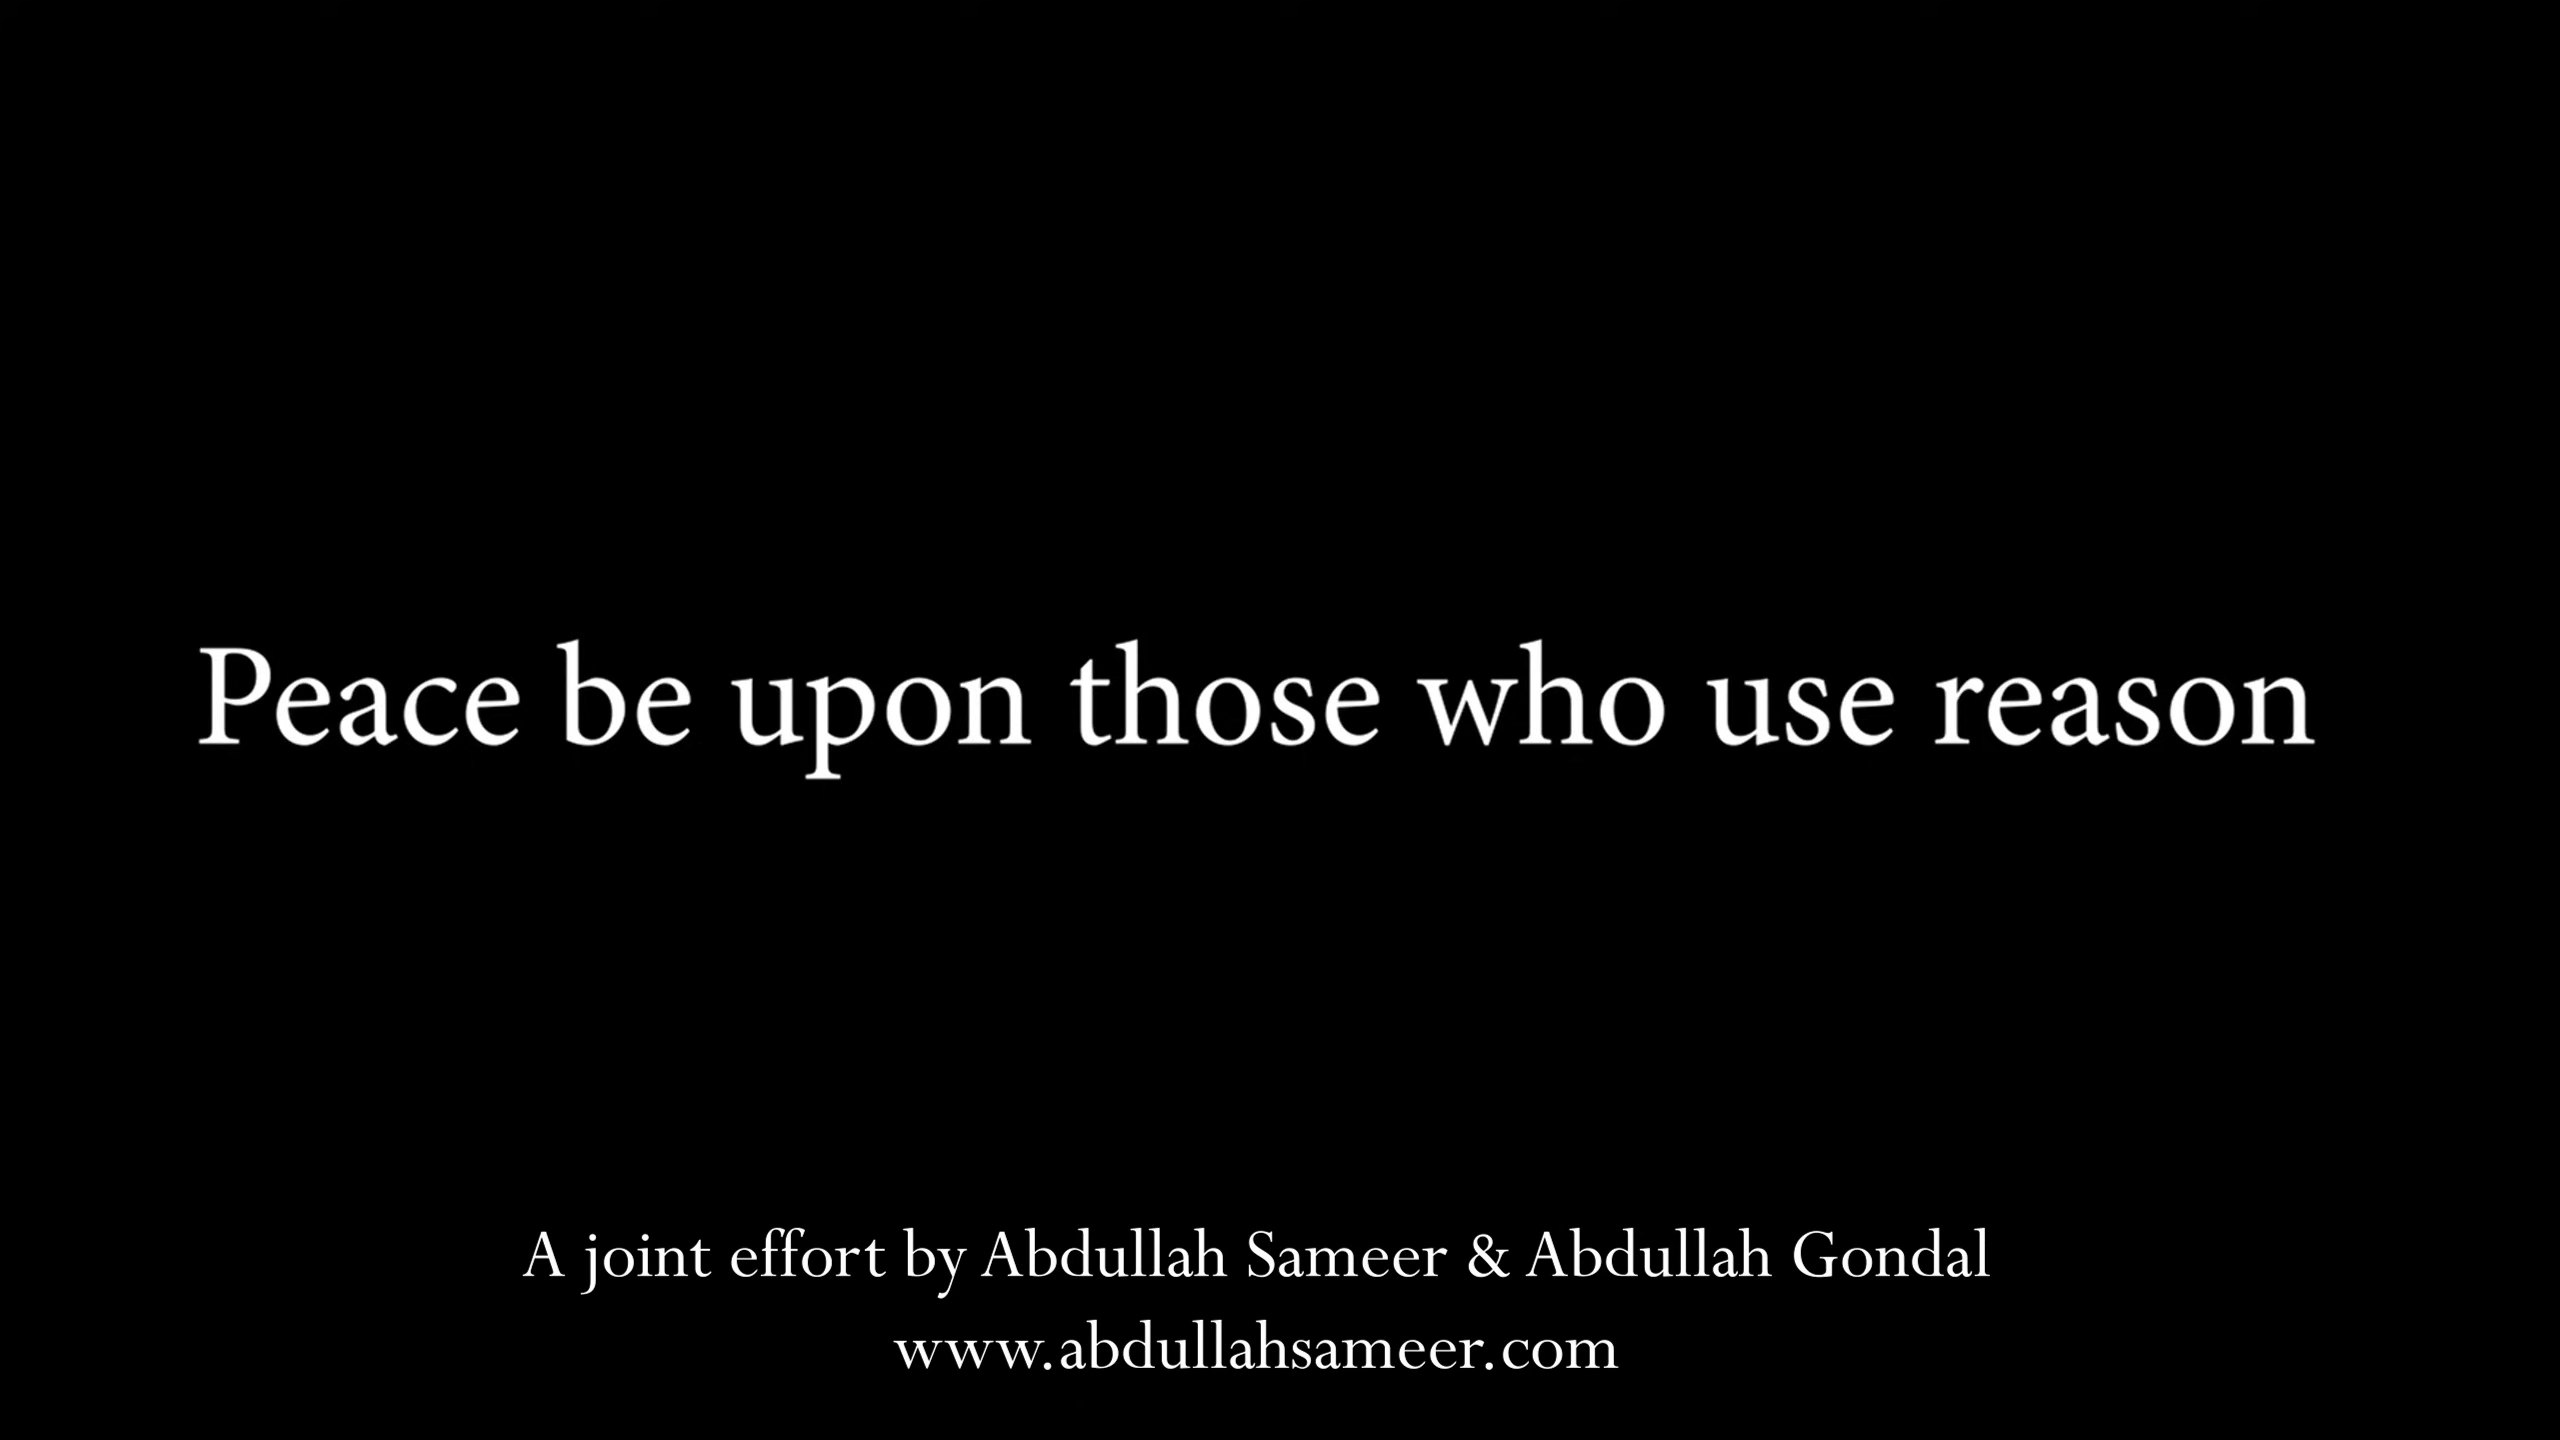 Peace be upon those who use reason
A joint effort by Abdullah Sameer & Abdullah Gondal
www.abdullahsameer.com